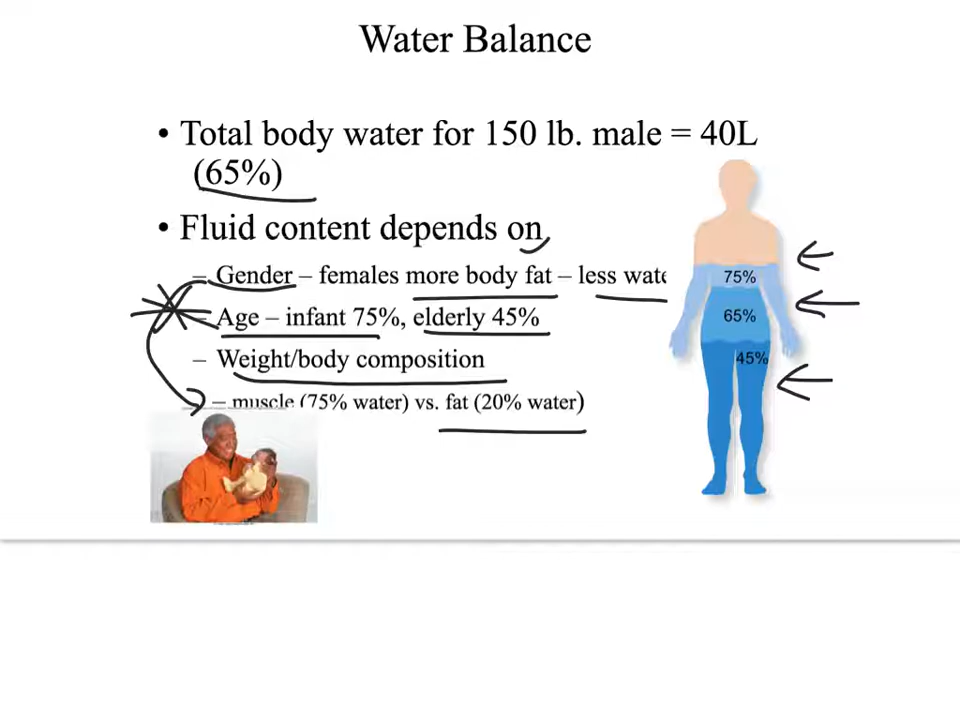 Water Balance
• Total body water for 150 lb. male = 40L
(65%)
• Fluid content depends on
– Gender – females more body fat – less wate
– Age – infant 75%, elderly 45%
– Weight/body composition
– muscle (75% water) vs. fat (20% water)
75%
65%
45%